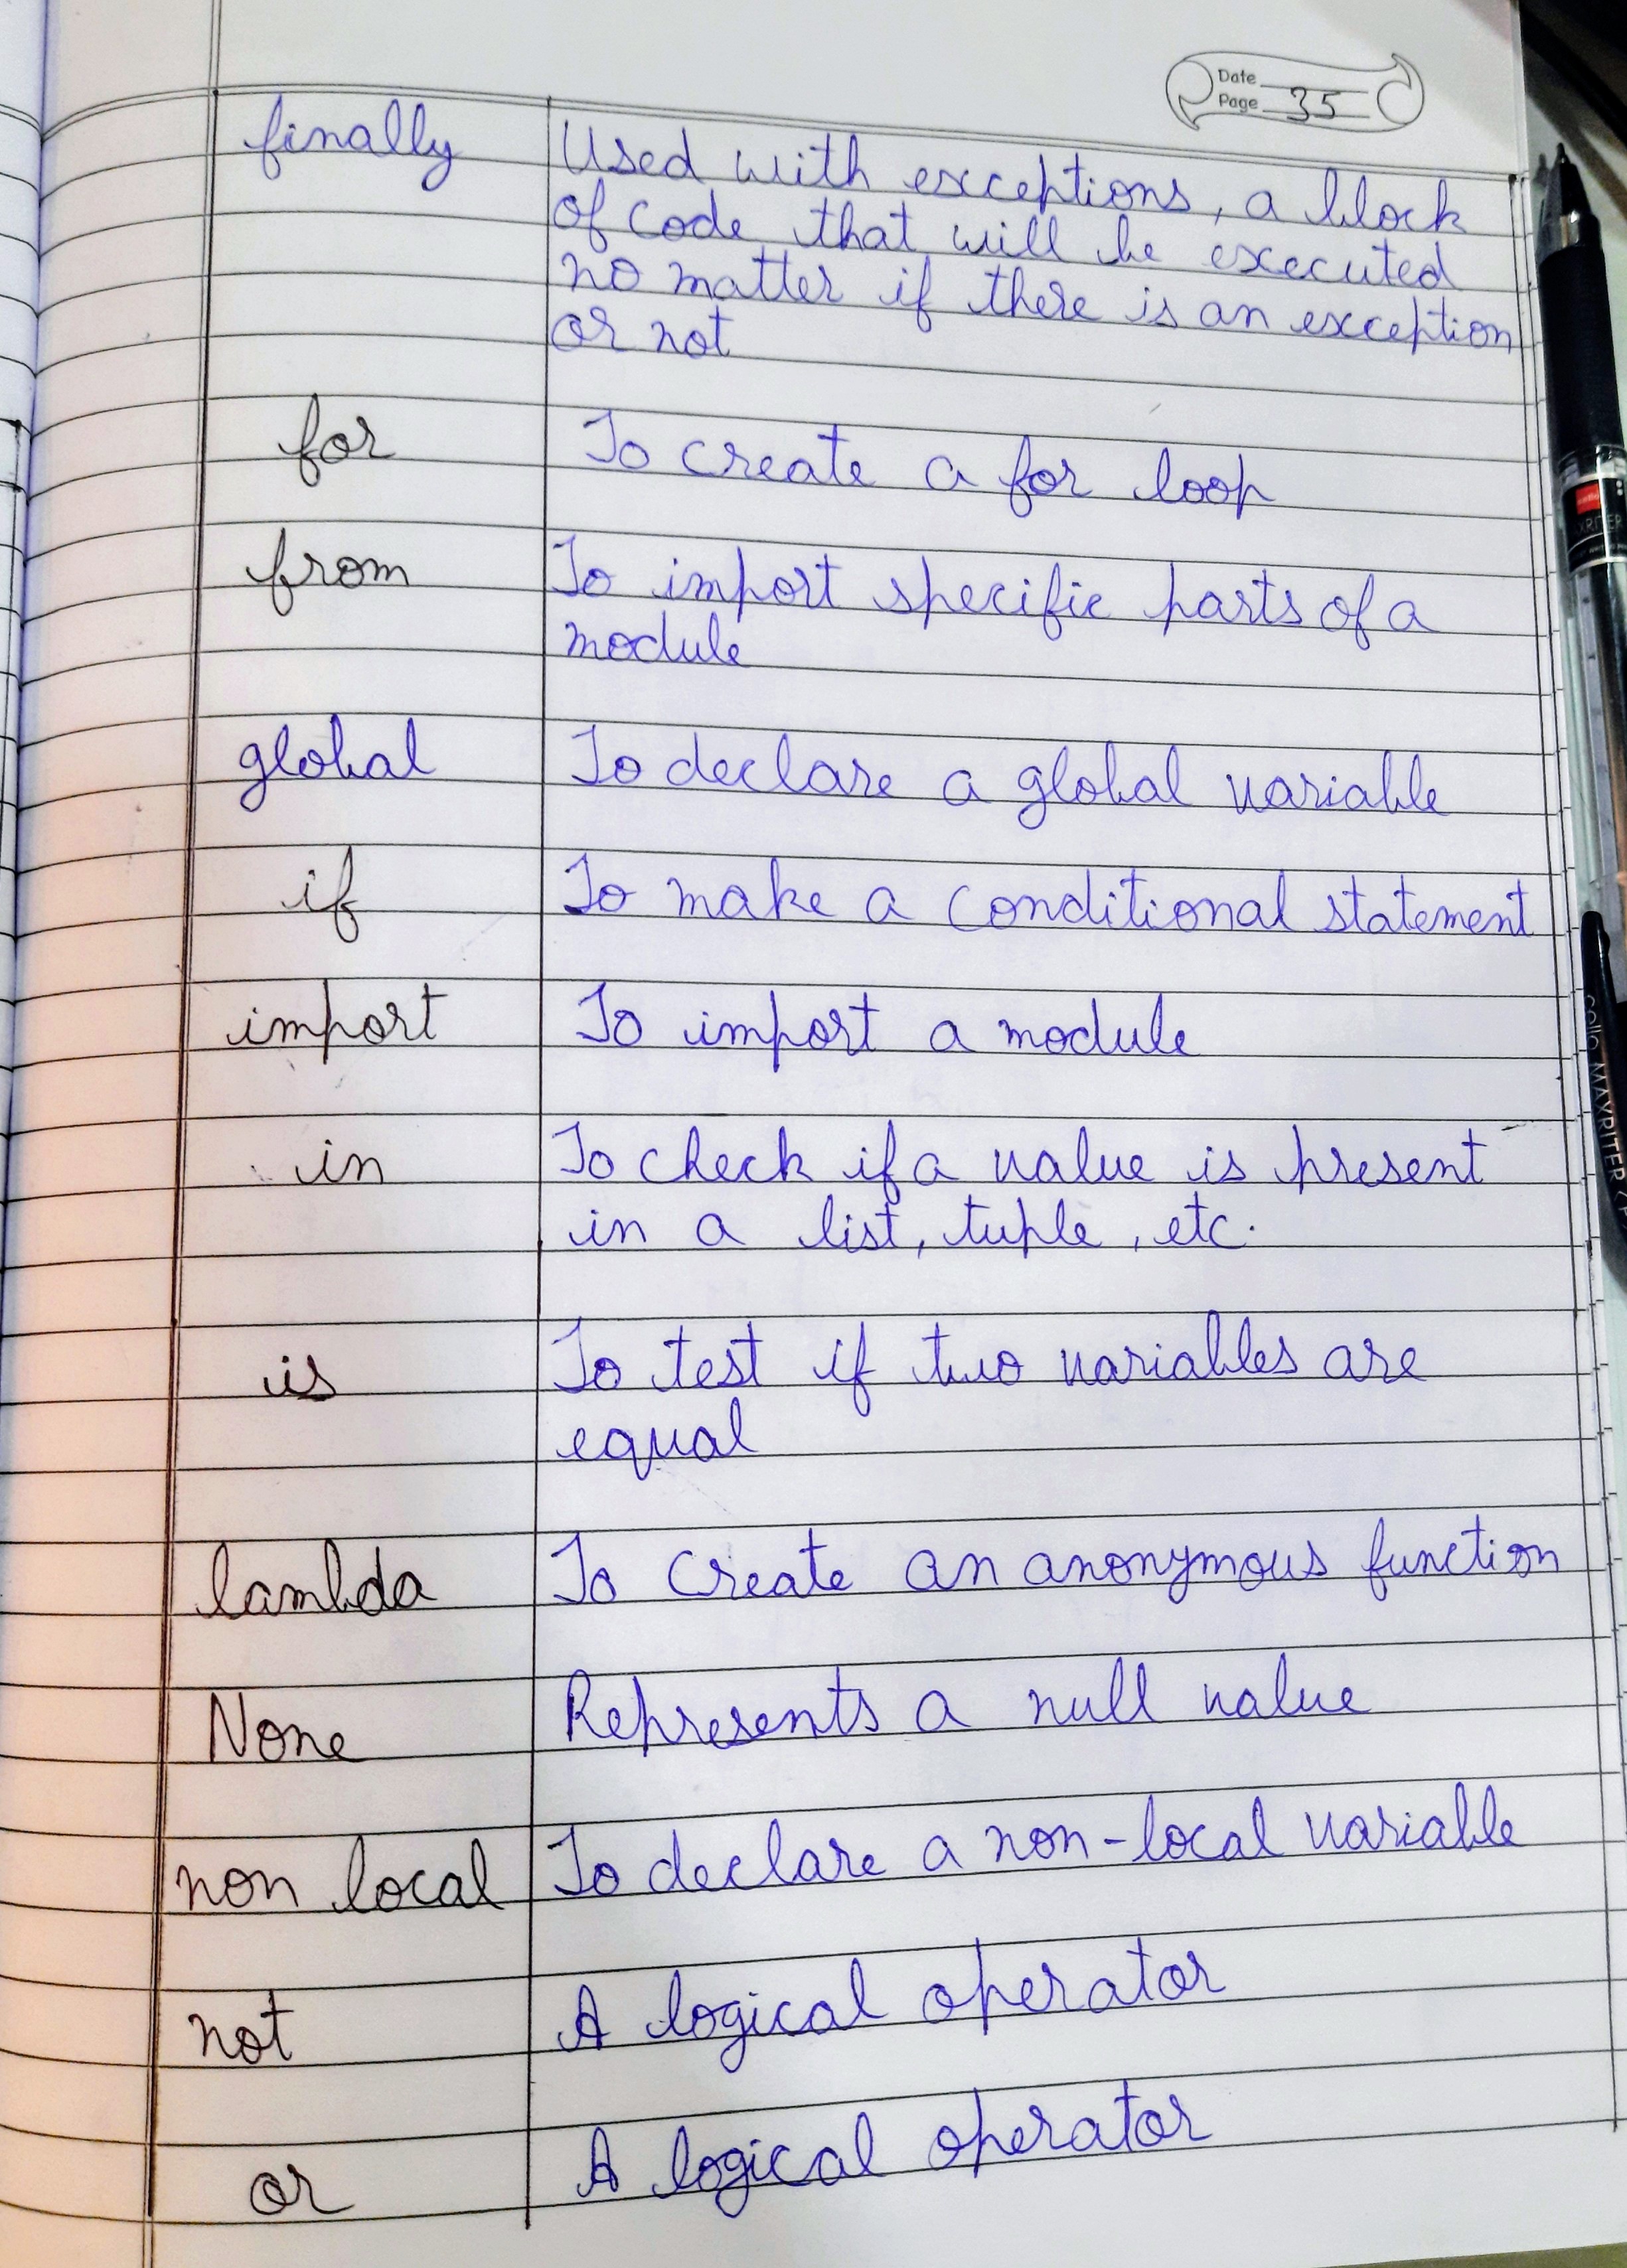 Date
Page 35
finally Used with exceptions, a block
of code that will be executed
no matter if there is an exception
or not
for To create a for loop
from To import specific parts of a
module
global To declare a global variable
if To make a conditional statement
import To import a module
in To check if a value is present
in a list, tuple, etc.
is To test if two variables are
equal
lambda To create an anonymous function
None Represents a null value
non local To declare a non-local variable
not A logical operator
or A logical operator
cello MAXRITER